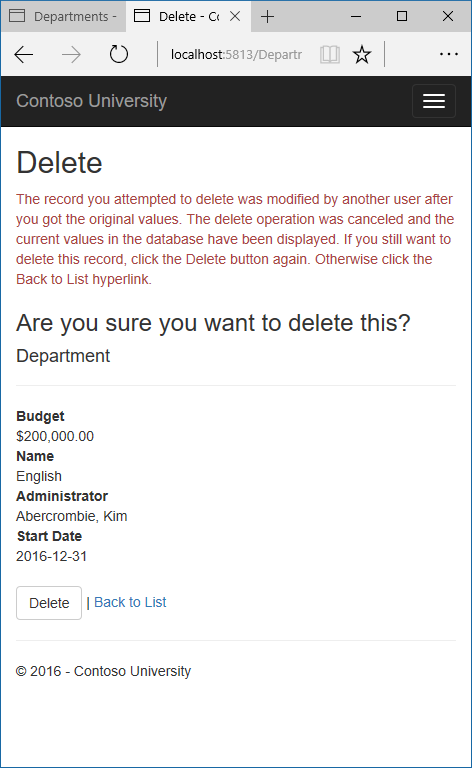 Departments -
Delete - Co
localhost:5813/Departr
Contoso University
Delete
The record you attempted to delete was modified by another user after
you got the original values. The delete operation was canceled and the
current values in the database have been displayed. If you still want to
delete this record, click the Delete button again. Otherwise click the
Back to List hyperlink.
Are you sure you want to delete this?
Department
Budget
$200,000.00
Name
English
Administrator
Abercrombie, Kim
Start Date
2016-12-31
Delete | Back to List
© 2016 - Contoso University